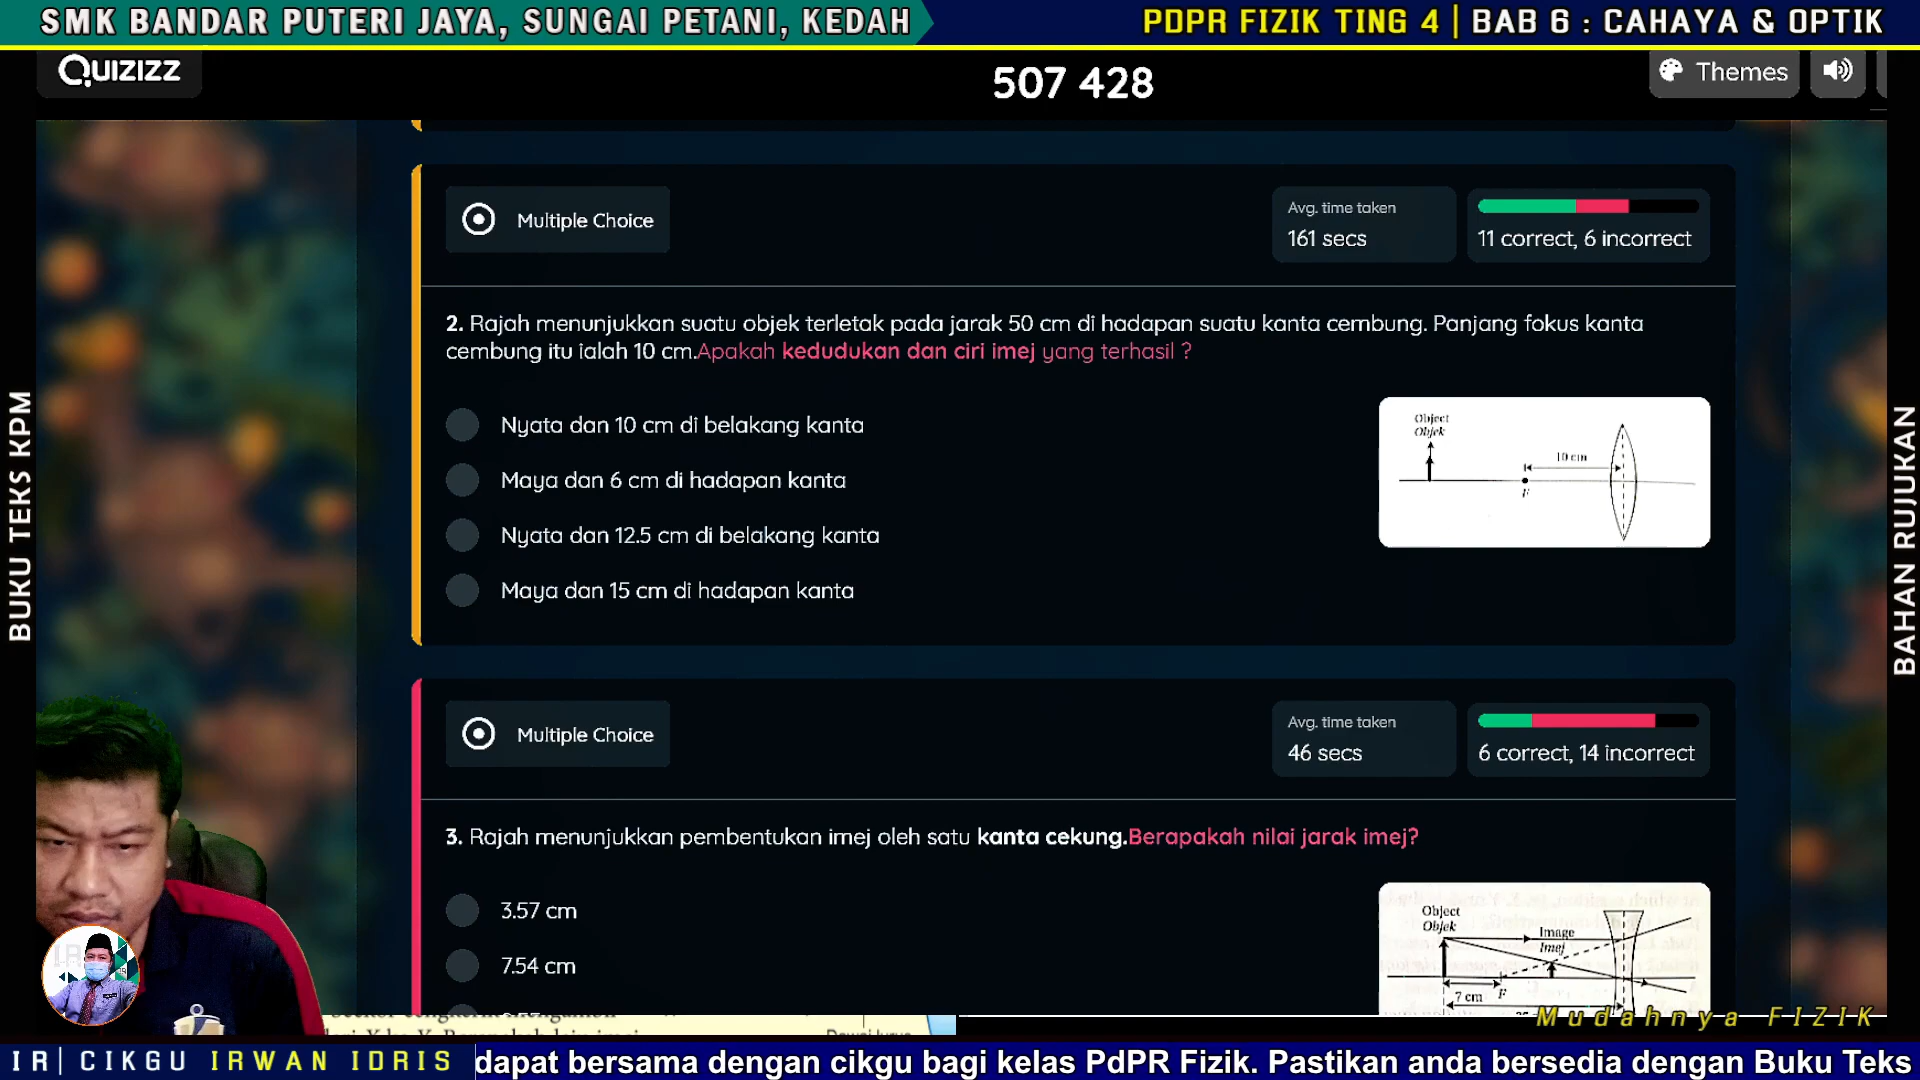 SMK BANDAR PUTERI JAYA, SUNGAI PETANI, KEDAH
PDPR FIZIK TING 4 | BAB 6 : CAHAYA & OPTIK
QUIZIZZ
507 428
Themes
Multiple Choice
Avg. time taken
161 secs
11 correct, 6 incorrect
2. Rajah menunjukkan suatu objek terletak pada jarak 50 cm di hadapan suatu kanta cembung. Panjang fokus kanta
cembung itu ialah 10 cm.Apakah kedudukan dan ciri imej yang terhasil ?
Nyata dan 10 cm di belakang kanta
Maya dan 6 cm di hadapan kanta
Nyata dan 12.5 cm di belakang kanta
Maya dan 15 cm di hadapan kanta
Object
Objek
10 cm
F
Multiple Choice
Avg. time taken
46 secs
6 correct, 14 incorrect
3. Rajah menunjukkan pembentukan imej oleh satu kanta cekung.Berapakah nilai jarak imej?
3.57 cm
7.54 cm
Object
Objek
Image
Imej
7 cm
F
BUKU TEKS KPM
BAHAN RUJUKAN
Mudahnya FIZIK
IR| CIKGU IRWAN IDRIS
dapat bersama dengan cikgu bagi kelas PdPR Fizik. Pastikan anda bersedia dengan Buku Teks